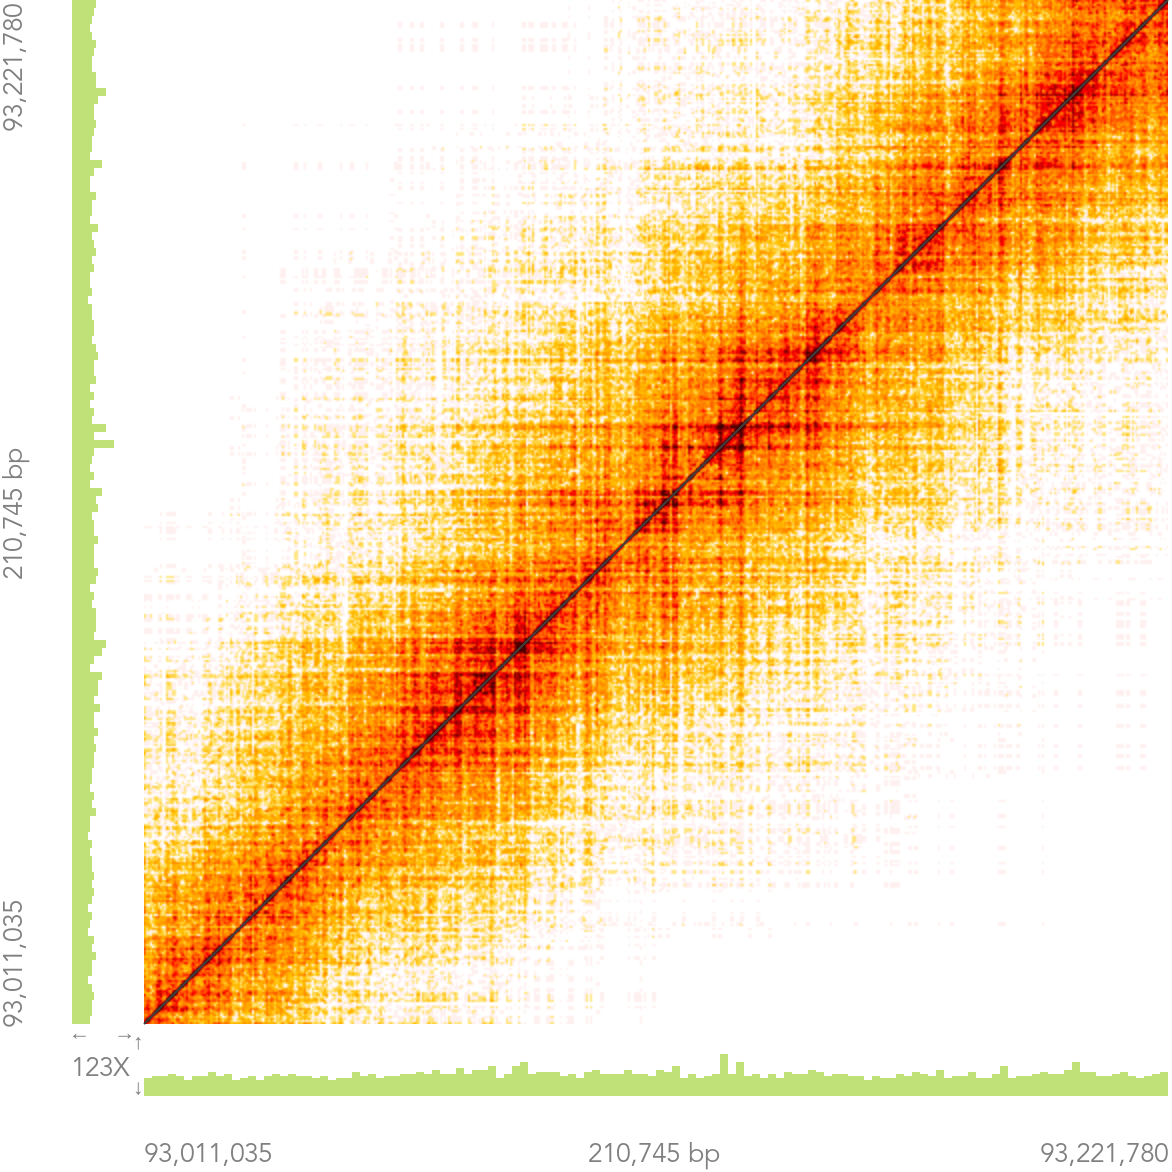 93,221,780
210,745 bp
93,011,035
← →
↑
123X
↓
93,011,035 210,745 bp 93,221,780